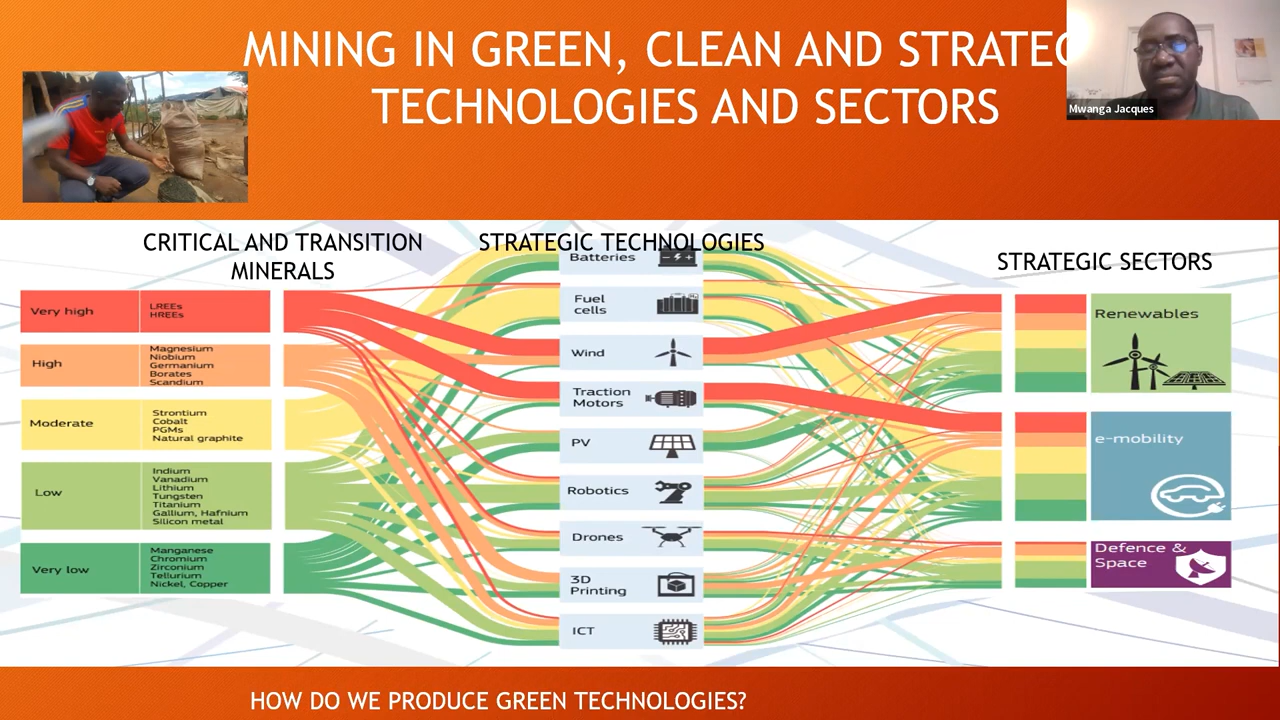 MINING IN GREEN, CLEAN AND STRATEG
TECHNOLOGIES AND SECTORS
Mwanga Jacques
CRITICAL AND TRANSITION
MINERALS
STRATEGIC TECHNOLOGIES
STRATEGIC SECTORS
Very high
LREEs
HREEs
High
Magnesium
Niobium
Germanium
Borates
Scandium
Moderate
Strontium
Cobalt
PGMs
Natural graphite
Low
Indium
Vanadium
Lithium
Tungsten
Titanium
Gallium, Hafnium
Silicon metal
Very low
Manganese
Chromium
Zirconium
Tellurium
Nickel, Copper
Batteries
Fuel
cells
Wind
Traction
Motors
PV
Robotics
Drones
3D
Printing
ICT
Renewables
e-mobility
Defence &
Space
HOW DO WE PRODUCE GREEN TECHNOLOGIES?